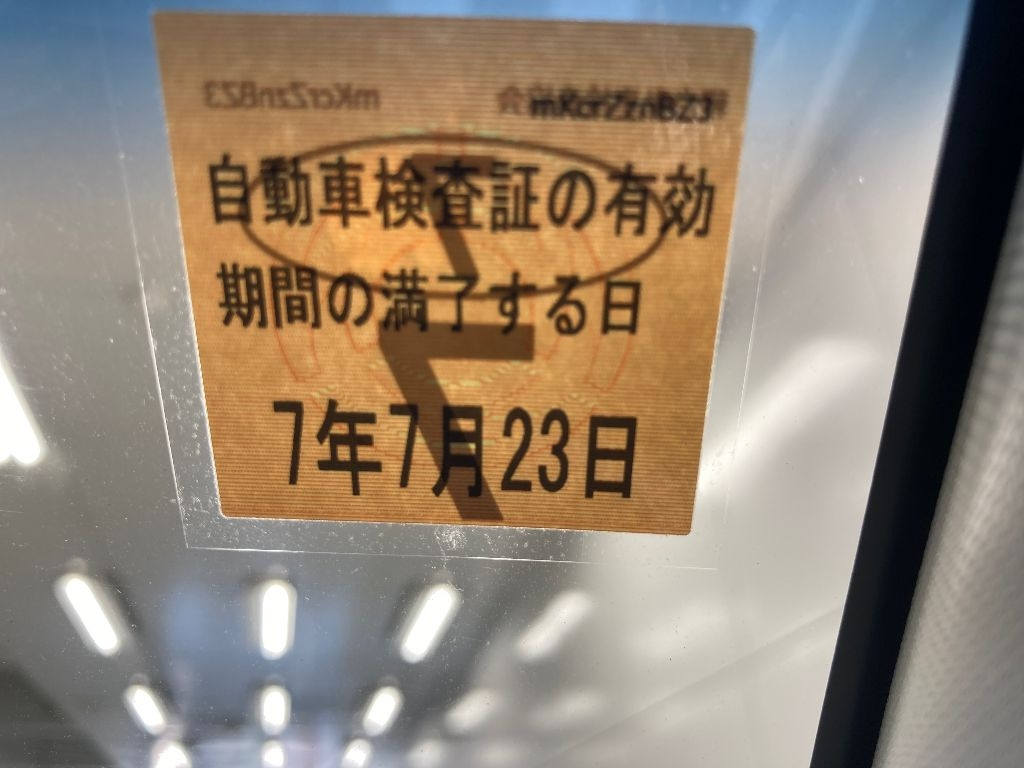 mKcrZznBZ3
自動車検査証の有効
期間の満了する日
7年7月23日